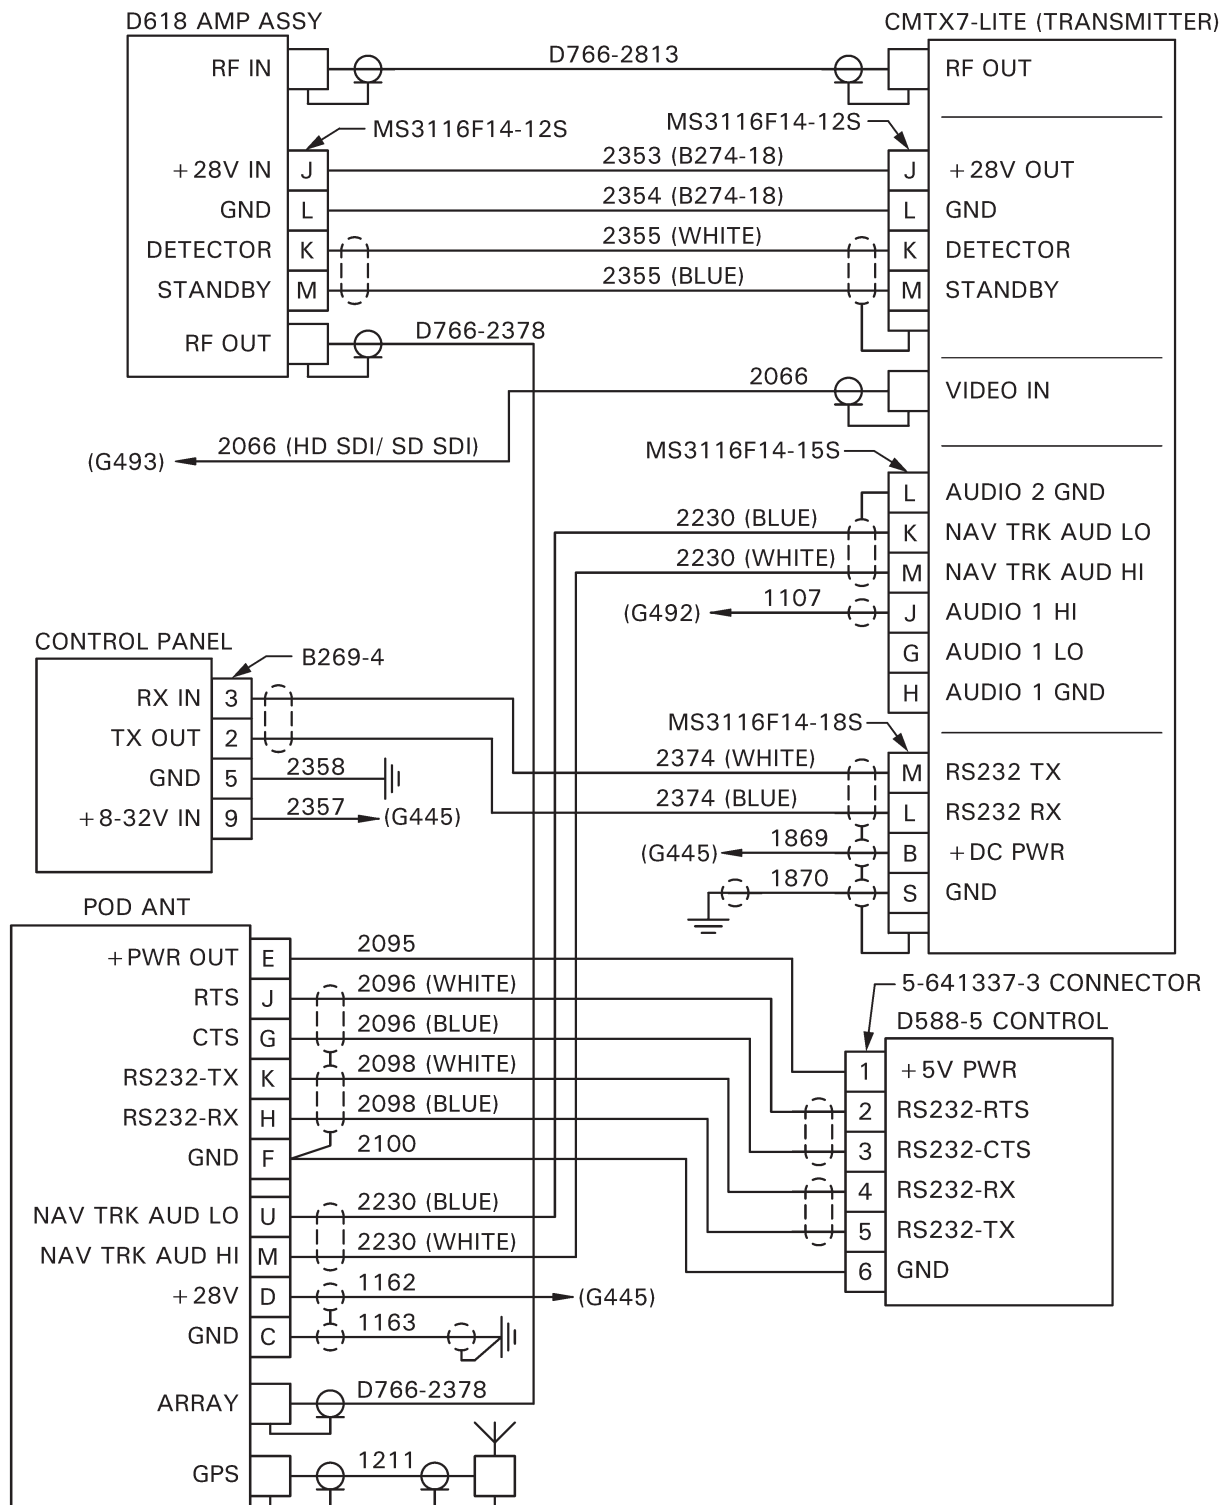 D618 AMP ASSY
CMTX7-LITE (TRANSMITTER)
RF IN
D766-2813
RF OUT
MS3116F14-12S
MS3116F14-12S
+28V IN J 2353 (B274-18) J +28V OUT
GND L 2354 (B274-18) L GND
DETECTOR K 2355 (WHITE) K DETECTOR
STANDBY M 2355 (BLUE) M STANDBY
RF OUT D766-2378
2066 VIDEO IN
(G493) 2066 (HD SDI/ SD SDI)
MS3116F14-15S
L AUDIO 2 GND
2230 (BLUE) K NAV TRK AUD LO
2230 (WHITE) M NAV TRK AUD HI
(G492) 1107 J AUDIO 1 HI
G AUDIO 1 LO
H AUDIO 1 GND
CONTROL PANEL
B269-4
RX IN 3
TX OUT 2
GND 5 2358
+8-32V IN 9 2357 (G445)
MS3116F14-18S
2374 (WHITE) M RS232 TX
2374 (BLUE) L RS232 RX
(G445) 1869 B +DC PWR
1870 S GND
POD ANT
+PWR OUT E 2095
RTS J 2096 (WHITE)
CTS G 2096 (BLUE)
RS232-TX K 2098 (WHITE)
RS232-RX H 2098 (BLUE)
GND F 2100
NAV TRK AUD LO U 2230 (BLUE)
NAV TRK AUD HI M 2230 (WHITE)
+28V D 1162 (G445)
GND C 1163
ARRAY D766-2378
GPS 1211
5-641337-3 CONNECTOR
D588-5 CONTROL
1 +5V PWR
2 RS232-RTS
3 RS232-CTS
4 RS232-RX
5 RS232-TX
6 GND